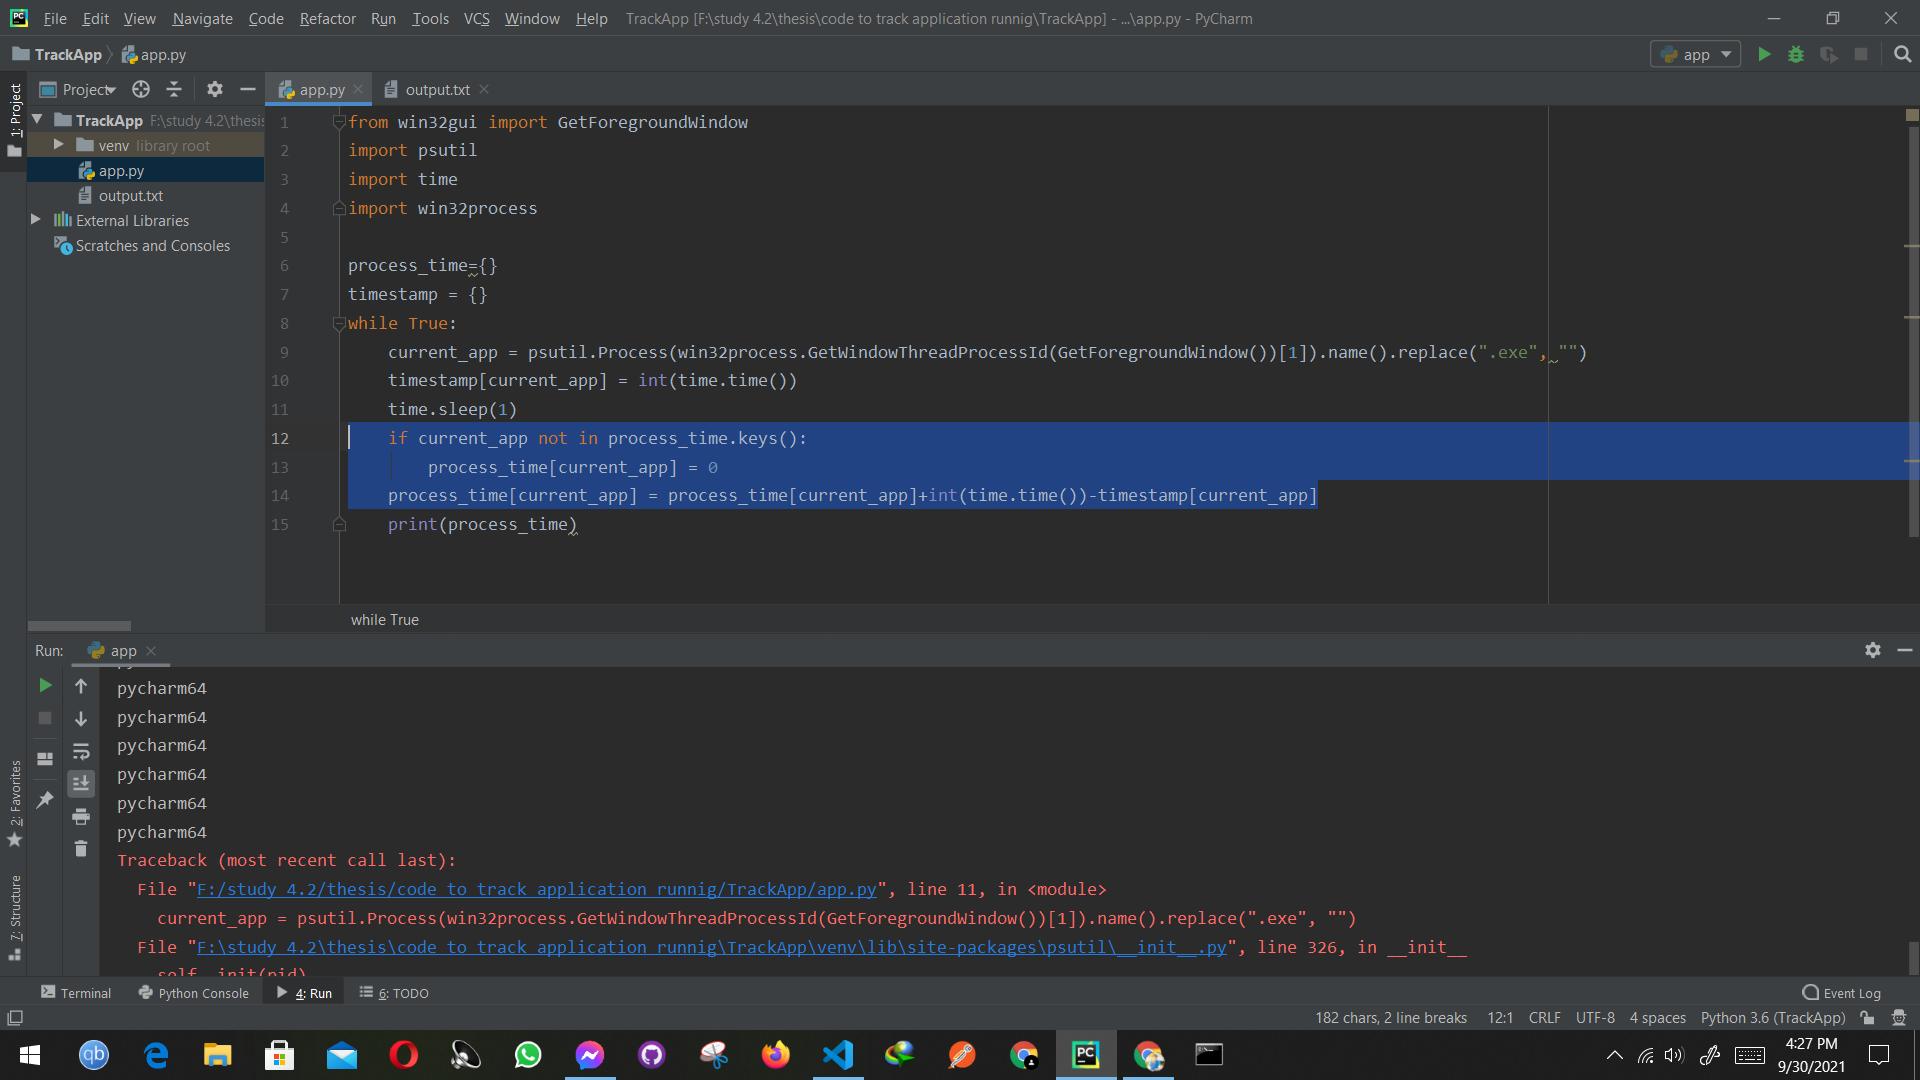 File Edit View Navigate Code Refactor Run Tools VCS Window Help TrackApp [F:\study 4.2\thesis\code to track application runnig\TrackApp] - ...\app.py - PyCharm
TrackApp app.py
app
1: Project
Project
app.py
output.txt
TrackApp F:\study 4.2\thesis
venv library root
app.py
output.txt
External Libraries
Scratches and Consoles
1 from win32gui import GetForegroundWindow
2 import psutil
3 import time
4 import win32process
5
6 process_time={}
7 timestamp = {}
8 while True:
9 current_app = psutil.Process(win32process.GetWindowThreadProcessId(GetForegroundWindow())[1]).name().replace(".exe", "")
10 timestamp[current_app] = int(time.time())
11 time.sleep(1)
12 if current_app not in process_time.keys():
13 process_time[current_app] = 0
14 process_time[current_app] = process_time[current_app]+int(time.time())-timestamp[current_app]
15 print(process_time)
while True
Run: app
2: Favorites
7: Structure
pycharm64
pycharm64
pycharm64
pycharm64
pycharm64
pycharm64
Traceback (most recent call last):
File "F:/study 4.2/thesis/code to track application runnig/TrackApp/app.py", line 11, in <module>
current_app = psutil.Process(win32process.GetWindowThreadProcessId(GetForegroundWindow())[1]).name().replace(".exe", "")
File "F:\study 4.2\thesis\code to track application runnig\TrackApp\venv\lib\site-packages\psutil\__init__.py", line 326, in __init__
self._init(pid)
Terminal Python Console 4: Run 6: TODO Event Log
182 chars, 2 line breaks 12:1 CRLF UTF-8 4 spaces Python 3.6 (TrackApp)
qb
PC
4:27 PM
9/30/2021